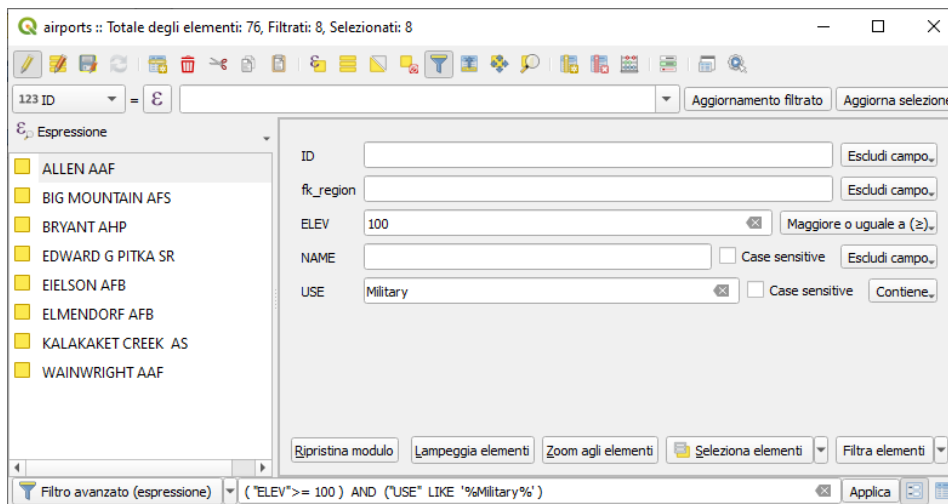 airports :: Totale degli elementi: 76, Filtrati: 8, Selezionati: 8
123 ID = ε Aggiornamento filtrato Aggiorna selezione
Espressione
ALLEN AAF
BIG MOUNTAIN AFS
BRYANT AHP
EDWARD G PITKA SR
EIELSON AFB
ELMENDORF AFB
KALAKAKET CREEK AS
WAINWRIGHT AAF
ID Escludi campo
fk_region Escludi campo
ELEV 100 Maggiore o uguale a (≥)
NAME Case sensitive Escludi campo
USE Military Case sensitive Contiene
Ripristina modulo Lampeggia elementi Zoom agli elementi Seleziona elementi Filtra elementi
Filtro avanzato (espressione) ( "ELEV">= 100 ) AND ("USE" LIKE '%Military%' ) Applica